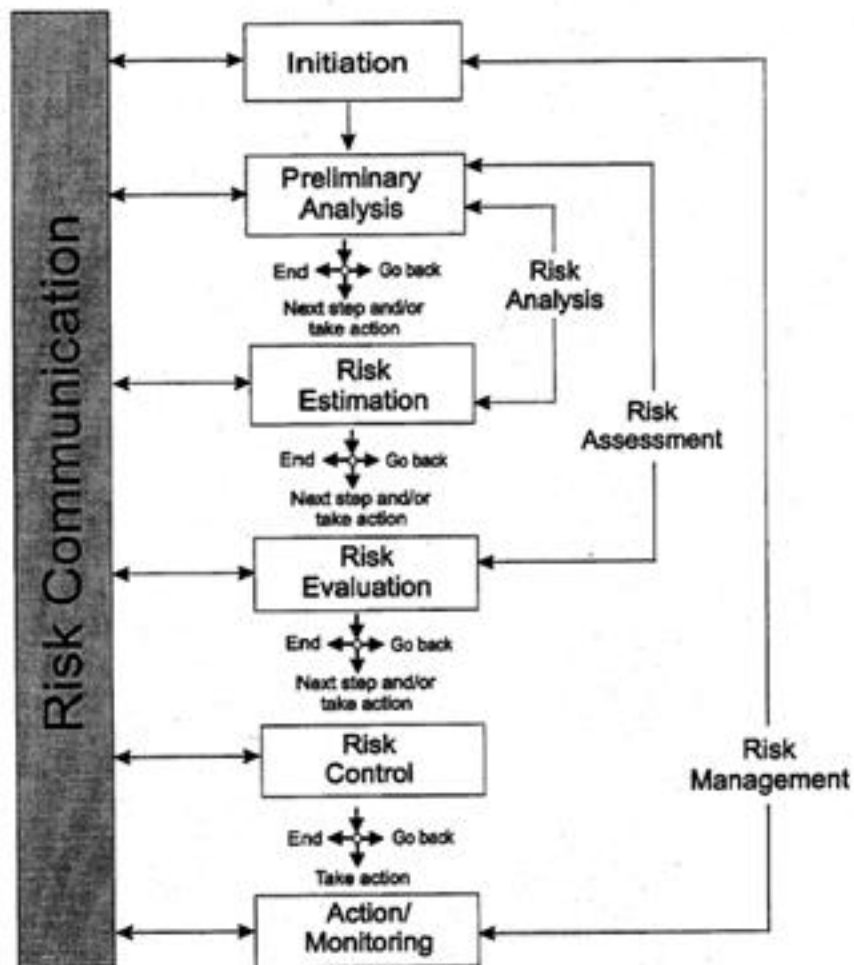 Risk Communication
Initiation
Preliminary
Analysis
End
Go back
Next step and/or
take action
Risk
Analysis
Risk
Estimation
Risk
Assessment
End
Go back
Next step and/or
take action
Risk
Evaluation
End
Go back
Next step and/or
take action
Risk
Control
Risk
Management
End
Go back
Take action
Action/
Monitoring